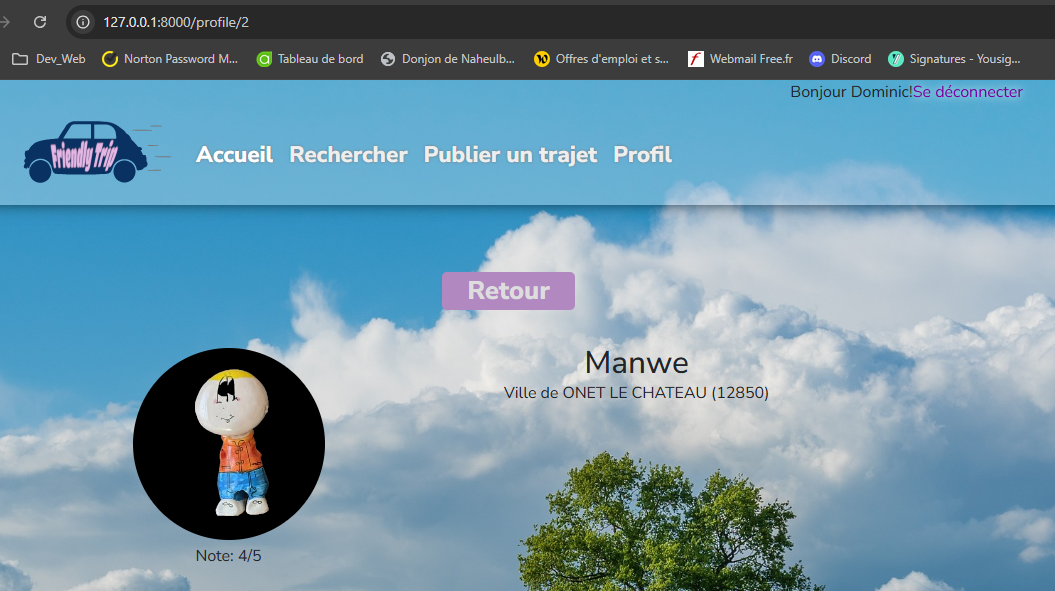 127.0.0.1:8000/profile/2
Dev_Web Norton Password M... Tableau de bord Donjon de Naheulb... Offres d'emploi et s... Webmail Free.fr Discord Signatures - Yousig...
Bonjour Dominic!Se déconnecter
Friendly Trip
Accueil Rechercher Publier un trajet Profil
Retour
Manwe
Ville de ONET LE CHATEAU (12850)
Note: 4/5